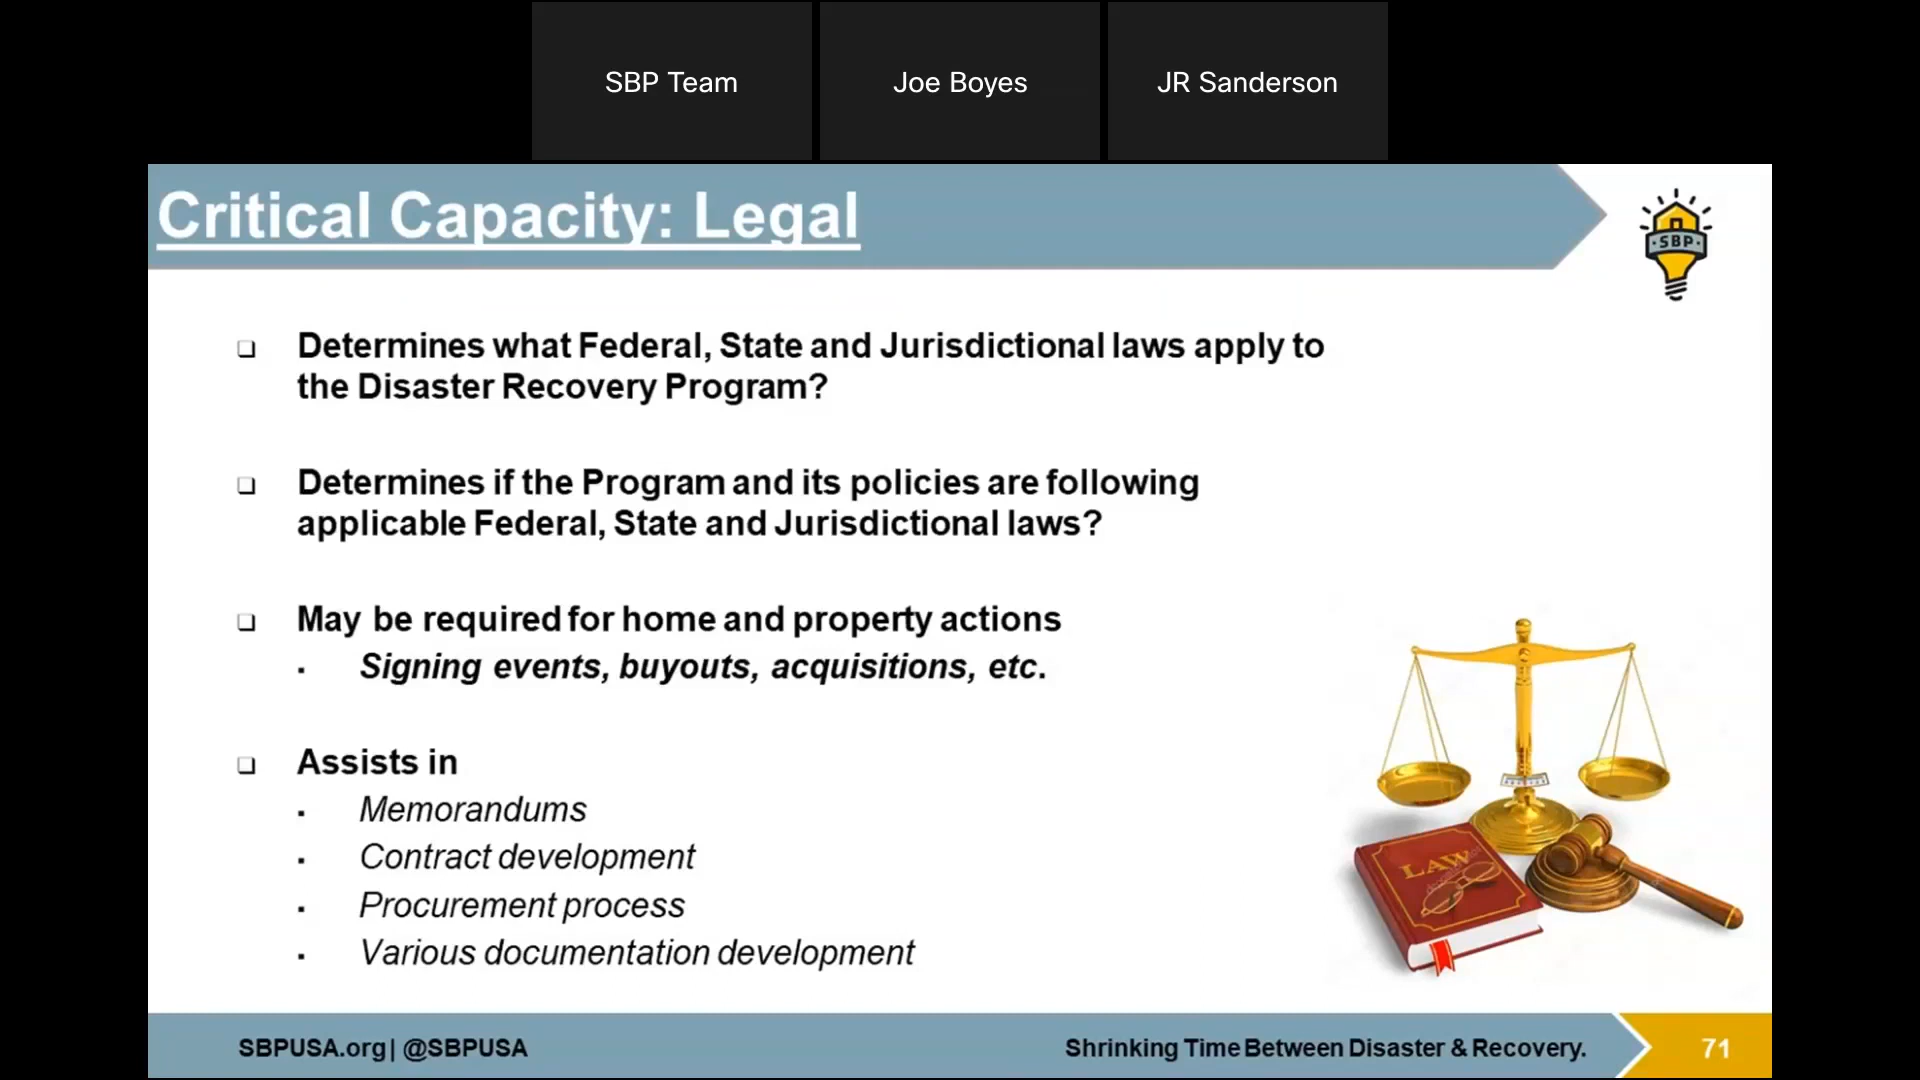 SBP Team
Joe Boyes
JR Sanderson
Critical Capacity: Legal
SBP
Determines what Federal, State and Jurisdictional laws apply to
the Disaster Recovery Program?
Determines if the Program and its policies are following
applicable Federal, State and Jurisdictional laws?
May be required for home and property actions
Signing events, buyouts, acquisitions, etc.
Assists in
Memorandums
Contract development
Procurement process
Various documentation development
LAW
SBPUSA.org| @SBPUSA
Shrinking Time Between Disaster & Recovery.
71